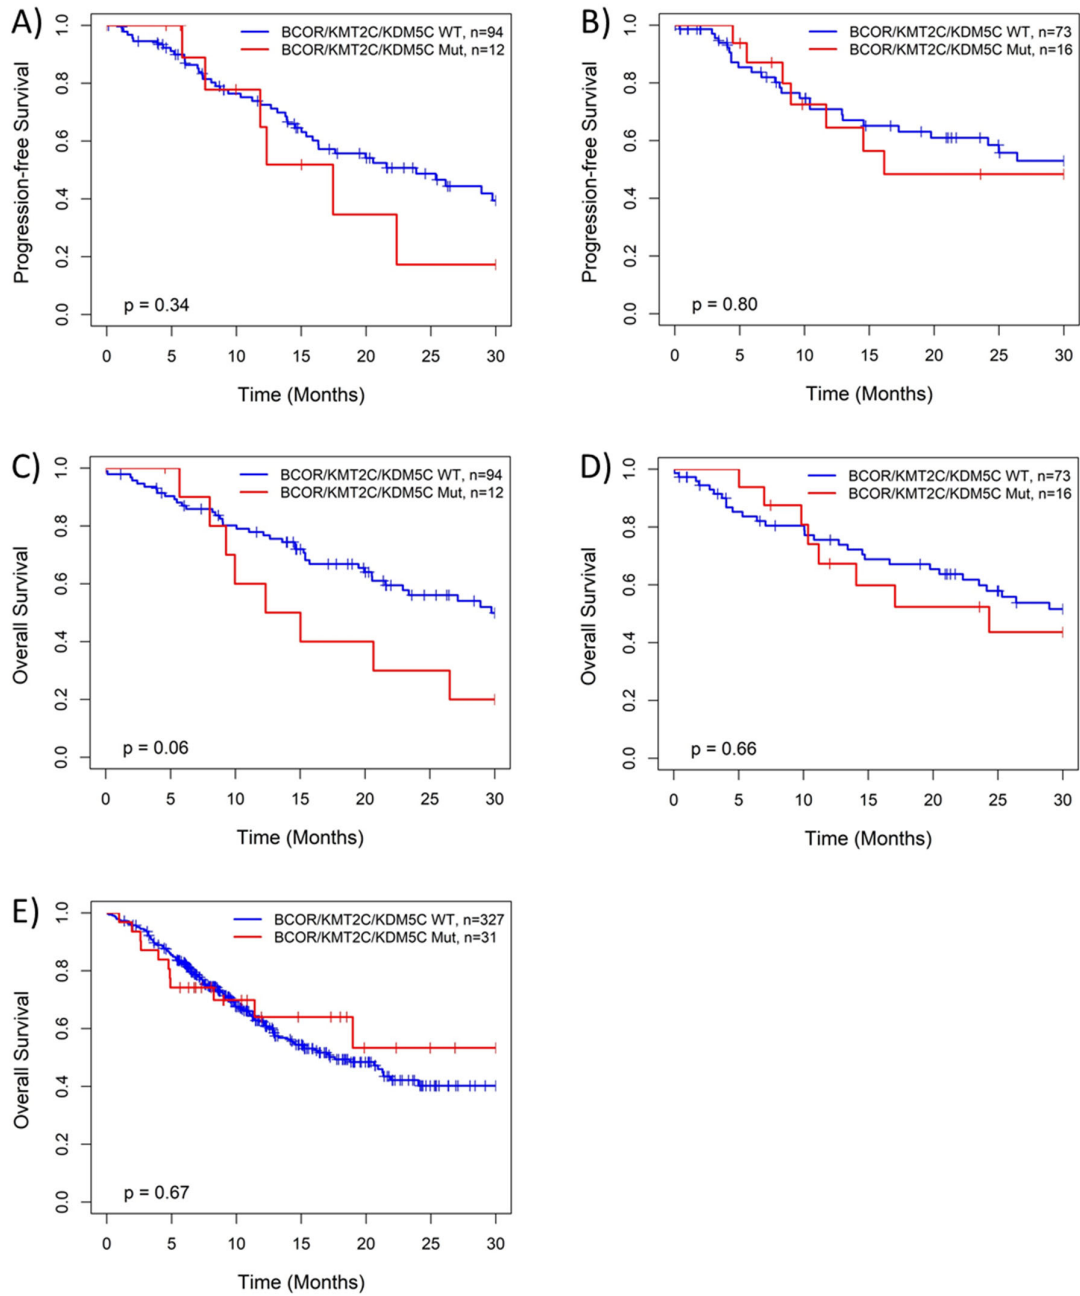 A)
BCOR/KMT2C/KDM5C WT, n=94
BCOR/KMT2C/KDM5C Mut, n=12
Progression-free Survival
1.0
0.8
0.6
0.4
0.2
0.0
p = 0.34
0 5 10 15 20 25 30
Time (Months)
B)
BCOR/KMT2C/KDM5C WT, n=73
BCOR/KMT2C/KDM5C Mut, n=16
Progression-free Survival
1.0
0.8
0.6
0.4
0.2
0.0
p = 0.80
0 5 10 15 20 25 30
Time (Months)
C)
BCOR/KMT2C/KDM5C WT, n=94
BCOR/KMT2C/KDM5C Mut, n=12
Overall Survival
1.0
0.8
0.6
0.4
0.2
0.0
p = 0.06
0 5 10 15 20 25 30
Time (Months)
D)
BCOR/KMT2C/KDM5C WT, n=73
BCOR/KMT2C/KDM5C Mut, n=16
Overall Survival
1.0
0.8
0.6
0.4
0.2
0.0
p = 0.66
0 5 10 15 20 25 30
Time (Months)
E)
BCOR/KMT2C/KDM5C WT, n=327
BCOR/KMT2C/KDM5C Mut, n=31
Overall Survival
1.0
0.8
0.6
0.4
0.2
0.0
p = 0.67
0 5 10 15 20 25 30
Time (Months)